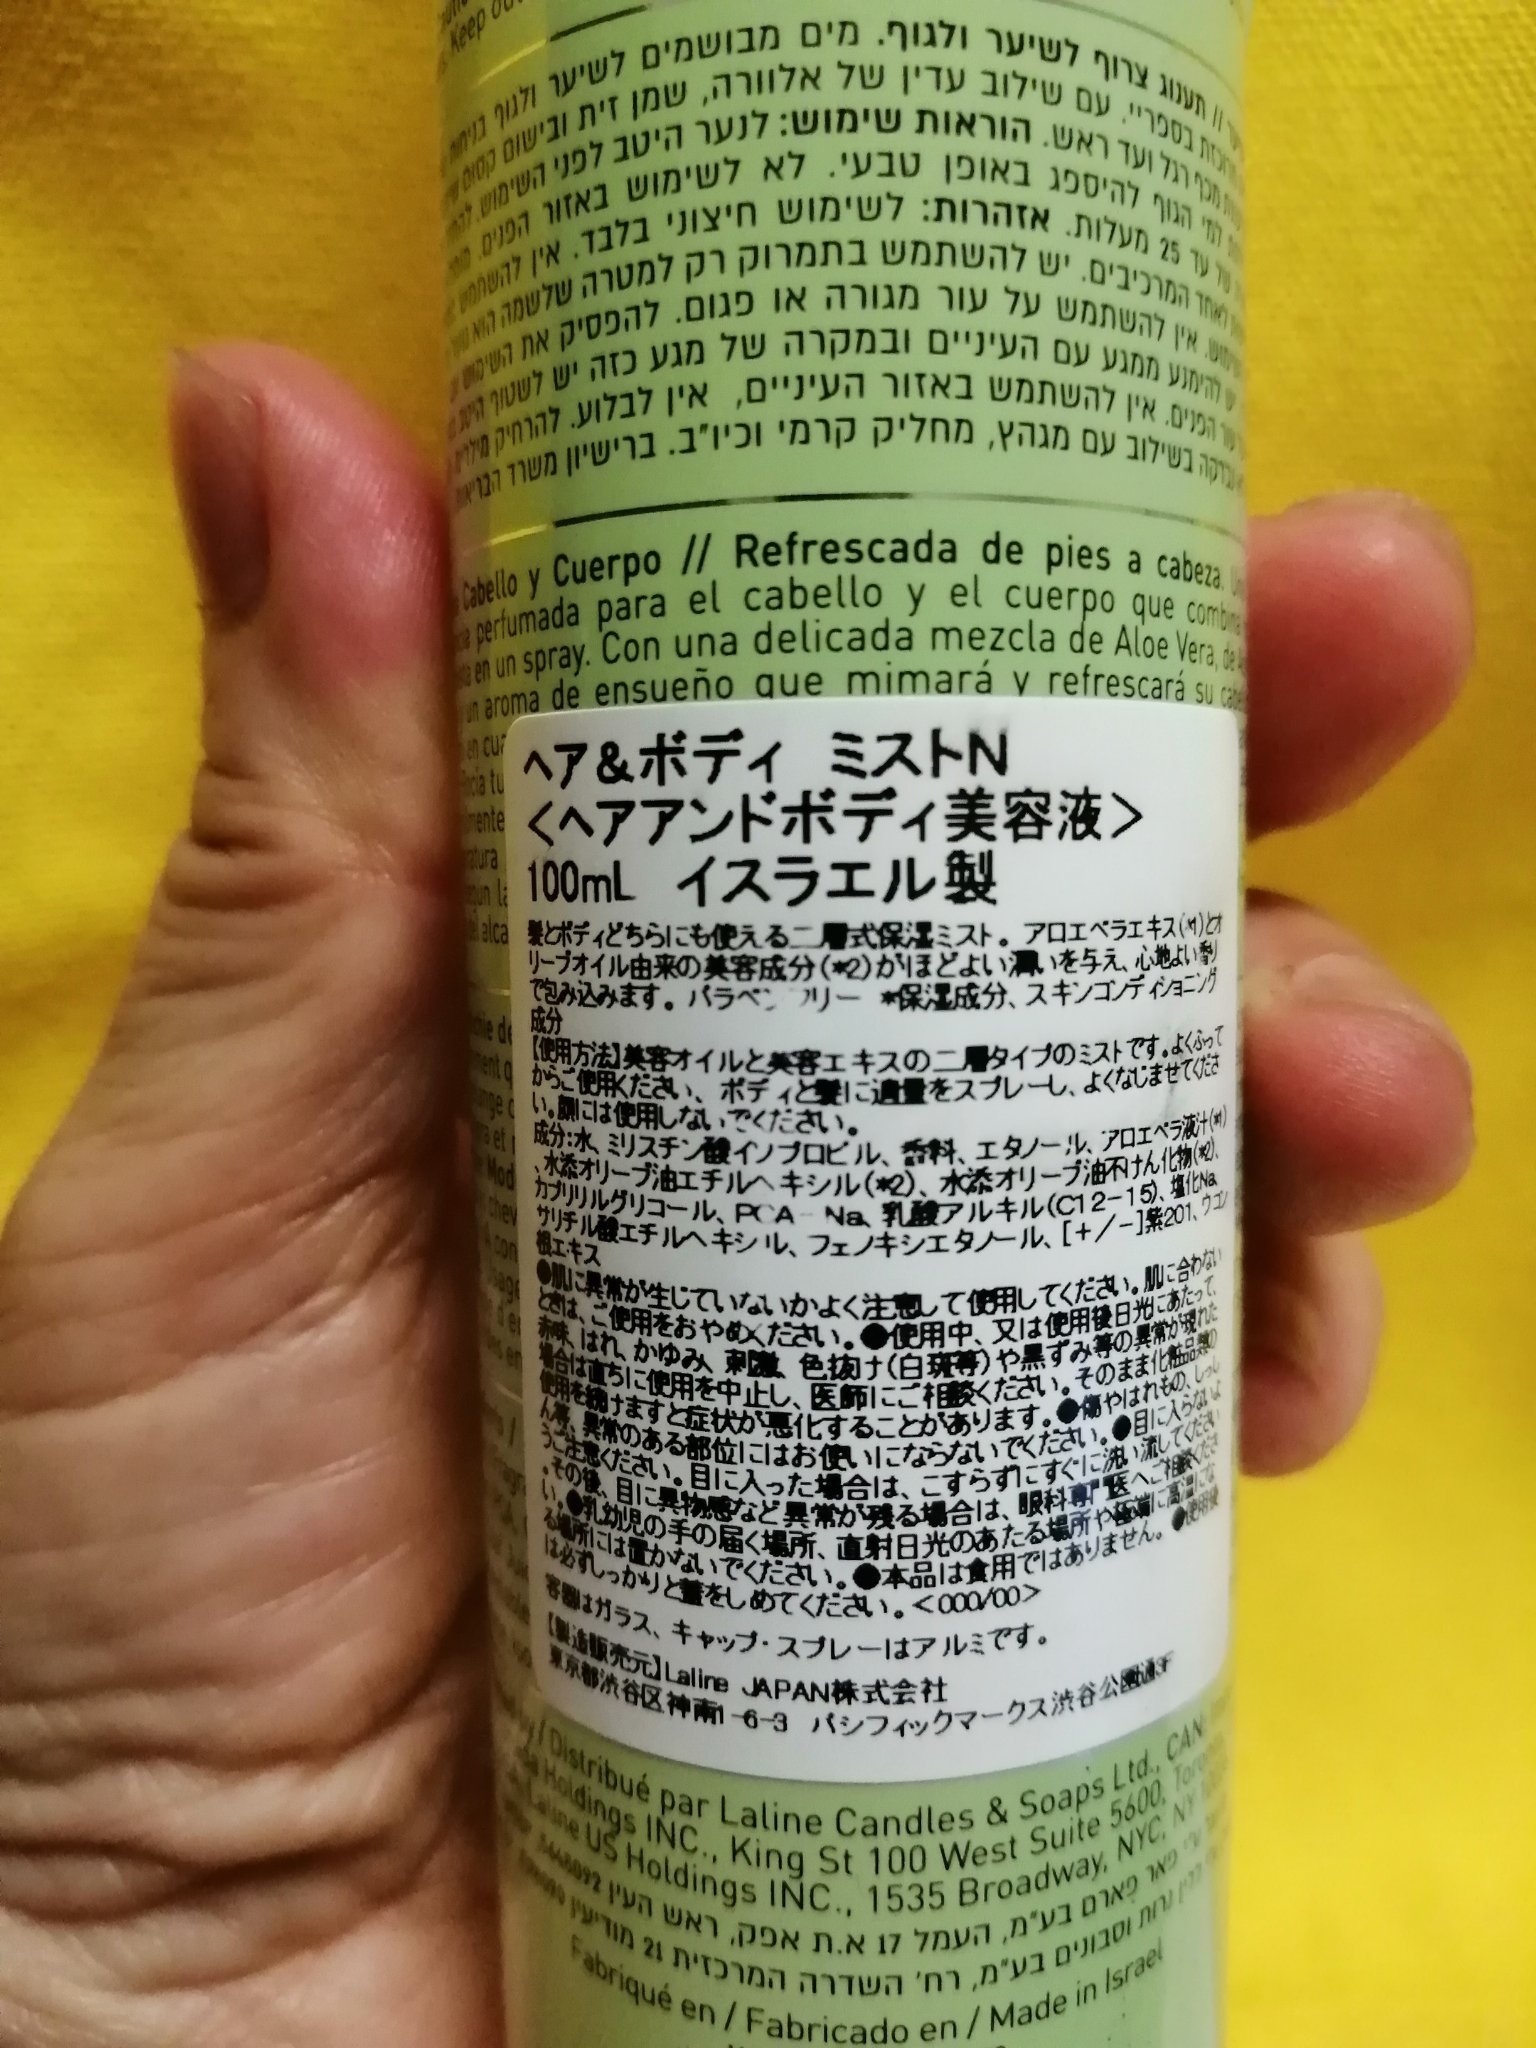 Keep out
// תענוג צרוף לשיער ולגוף. מים מבושמים לשיער ולגוף
בספריי. עם שילוב עדין של אלוורה, שמן זית ובישום קסום
מכף רגל ועד ראש. הוראות שימוש: לנער היטב לפני השימוש.
הגוף להיספג באופן טבעי. לא לשימוש באזור הפנים.
של עד 25 מעלות. אזהרות: לשימוש חיצוני בלבד. אין להשתמש
לאחד המרכיבים. יש להשתמש בתמרוק רק למטרה שלשמה הוא
אין להשתמש על עור מגורה או פגום. להפסיק את השימוש
יש להימנע ממגע עם העיניים ובמקרה של מגע כזה יש לשטוף היטב
הפנים. אין להשתמש באזור העיניים, אין לבלוע. להרחיק
בשילוב עם מגהץ, מחליק קרמי וכיו"ב. ברישיון משרד הבריאות
Cabello y Cuerpo // Refrescada de pies a cabeza.
perfumada para el cabello y el cuerpo que combina
en un spray. Con una delicada mezcla de Aloe Vera, de
un aroma de ensueño que mimará y refrescará su
ヘア&ボディ ミストN
<ヘアアンドボディ美容液>
100mL イスラエル製
髪とボディどちらにも使える二層式保湿ミスト。アロエベラエキス(*1)とオ
リーブオイル由来の美容成分(*2)がほどよい潤いを与え、心地よい香り
で包み込みます。パラベンフリー *保湿成分、スキンコンディショニング
成分
【使用方法】美容オイルと美容エキスの二層タイプのミストです。よくふって
からご使用ください、ボディと髪に適量をスプレーし、よくなじませてくださ
い。顔には使用しないでください。
成分:水、ミリスチン酸イソプロピル、香料、エタノール、アロエベラ液汁(*1)
、水添オリーブ油エチルヘキシル(*2)、水添オリーブ油不けん化物(*2)、
カプリリルグリコール、PCA-Na、乳酸アルキル(C12-15)、塩化Na、
サリチル酸エチルヘキシル、フェノキシエタノール、[+/-]紫201、ウコン
根エキス
●肌に異常が生じていないかよく注意して使用してください。肌に合わない
ときは、ご使用をおやめください。●使用中、又は使用後日光にあたって、
赤味、はれ、かゆみ、刺激、色抜け(白斑等)や黒ずみ等の異常が現れた
場合は直ちに使用を中止し、医師にご相談ください。そのまま化粧品類の
使用を続けますと症状が悪化することがあります。●傷やはれもの、しっし
ん等、異常のある部位にはお使いにならないでください。●目に入らないよ
うご注意ください。目に入った場合は、こすらずにすぐに洗い流してください
。その後、目に異物感など異常が残る場合は、眼科専門医へご相談くださ
い。●乳幼児の手の届く場所、直射日光のあたる場所や極端に高温にな
る場所には置かないでください。●本品は食用ではありません。●使用後
は必ずしっかりと蓋をしめてください。<000/00>
容器はガラス、キャップ・スプレーはアルミです。
【製造販売元】Laline JAPAN株式会社
東京都渋谷区神南1-6-3 パシフィックマークス渋谷公園通3F
by / Distribué par Laline Candles & Soaps Ltd., CAN:
Holdings INC., King St 100 West Suite 5600,
Laline US Holdings INC., 1535 Broadway, NYC, NY
פאר פארם בע"מ, העמל 17 א.ת אפק, ראש העין
נרות וסבונים בע"מ, רח' השדרה המרכזית 21 מודיעין
Fabriqué en / Fabricado en / Made in Israel